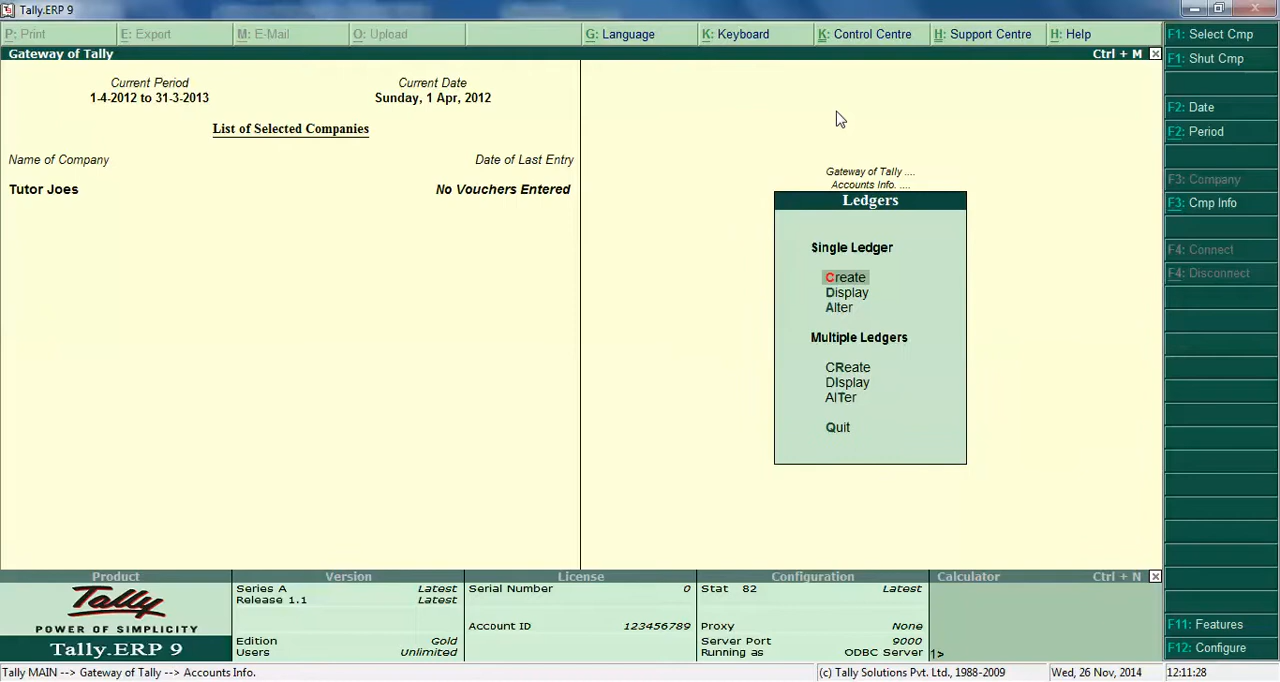 Tally.ERP 9
P: Print
E: Export
M: E-Mail
O: Upload
G: Language
K: Keyboard
K: Control Centre
H: Support Centre
H: Help
Gateway of Tally
Ctrl + M
Current Period
1-4-2012 to 31-3-2013
Current Date
Sunday, 1 Apr, 2012
List of Selected Companies
Name of Company
Date of Last Entry
Tutor Joes
No Vouchers Entered
Gateway of Tally ....
Accounts Info. ....
Ledgers
Single Ledger
Create
Display
Alter
Multiple Ledgers
CReate
DIsplay
AlTer
Quit
F1: Select Cmp
F1: Shut Cmp
F2: Date
F2: Period
F3: Company
F3: Cmp Info
F4: Connect
F4: Disconnect
F11: Features
F12: Configure
Product
Tally
POWER OF SIMPLICITY
Tally.ERP 9
Version
Series A Latest
Release 1.1 Latest
Edition Gold
Users Unlimited
License
Serial Number 0
Account ID 123456789
Configuration
Stat 82 Latest
Proxy None
Server Port 9000
Running as ODBC Server
Calculator
Ctrl + N
1>
Tally MAIN --> Gateway of Tally --> Accounts Info.
(c) Tally Solutions Pvt. Ltd., 1988-2009
Wed, 26 Nov, 2014
12:11:28